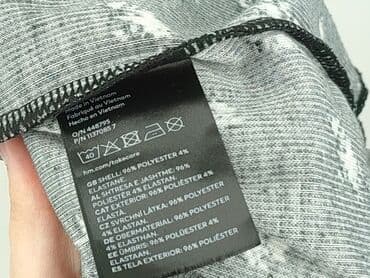 Made in Vietnam
Fabriqué au Vietnam
Hecho en Vietnam
O/N 448795
P/N 1137085 7
40
hm.com/takecare
GB SHELL: 96% POLYESTER 4%
ELASTANE.
AL SHTRESA E JASHTME: 96%
POLIESTËR 4% ELASTAN.
CAT EXTERIOR: 96% POLIÈSTER 4%
ELASTÀ.
CZ SVRCHNÍ LÁTKA: 96% POLYESTER
4% ELASTAN.
DE OBERMATERIAL: 96% POLYESTER
4% ELASTHAN.
EE ÜMBRIS: 96% POLÜESTER 4%
ELASTAAN.
ES TELA EXTERIOR: 96% POLIÉSTER